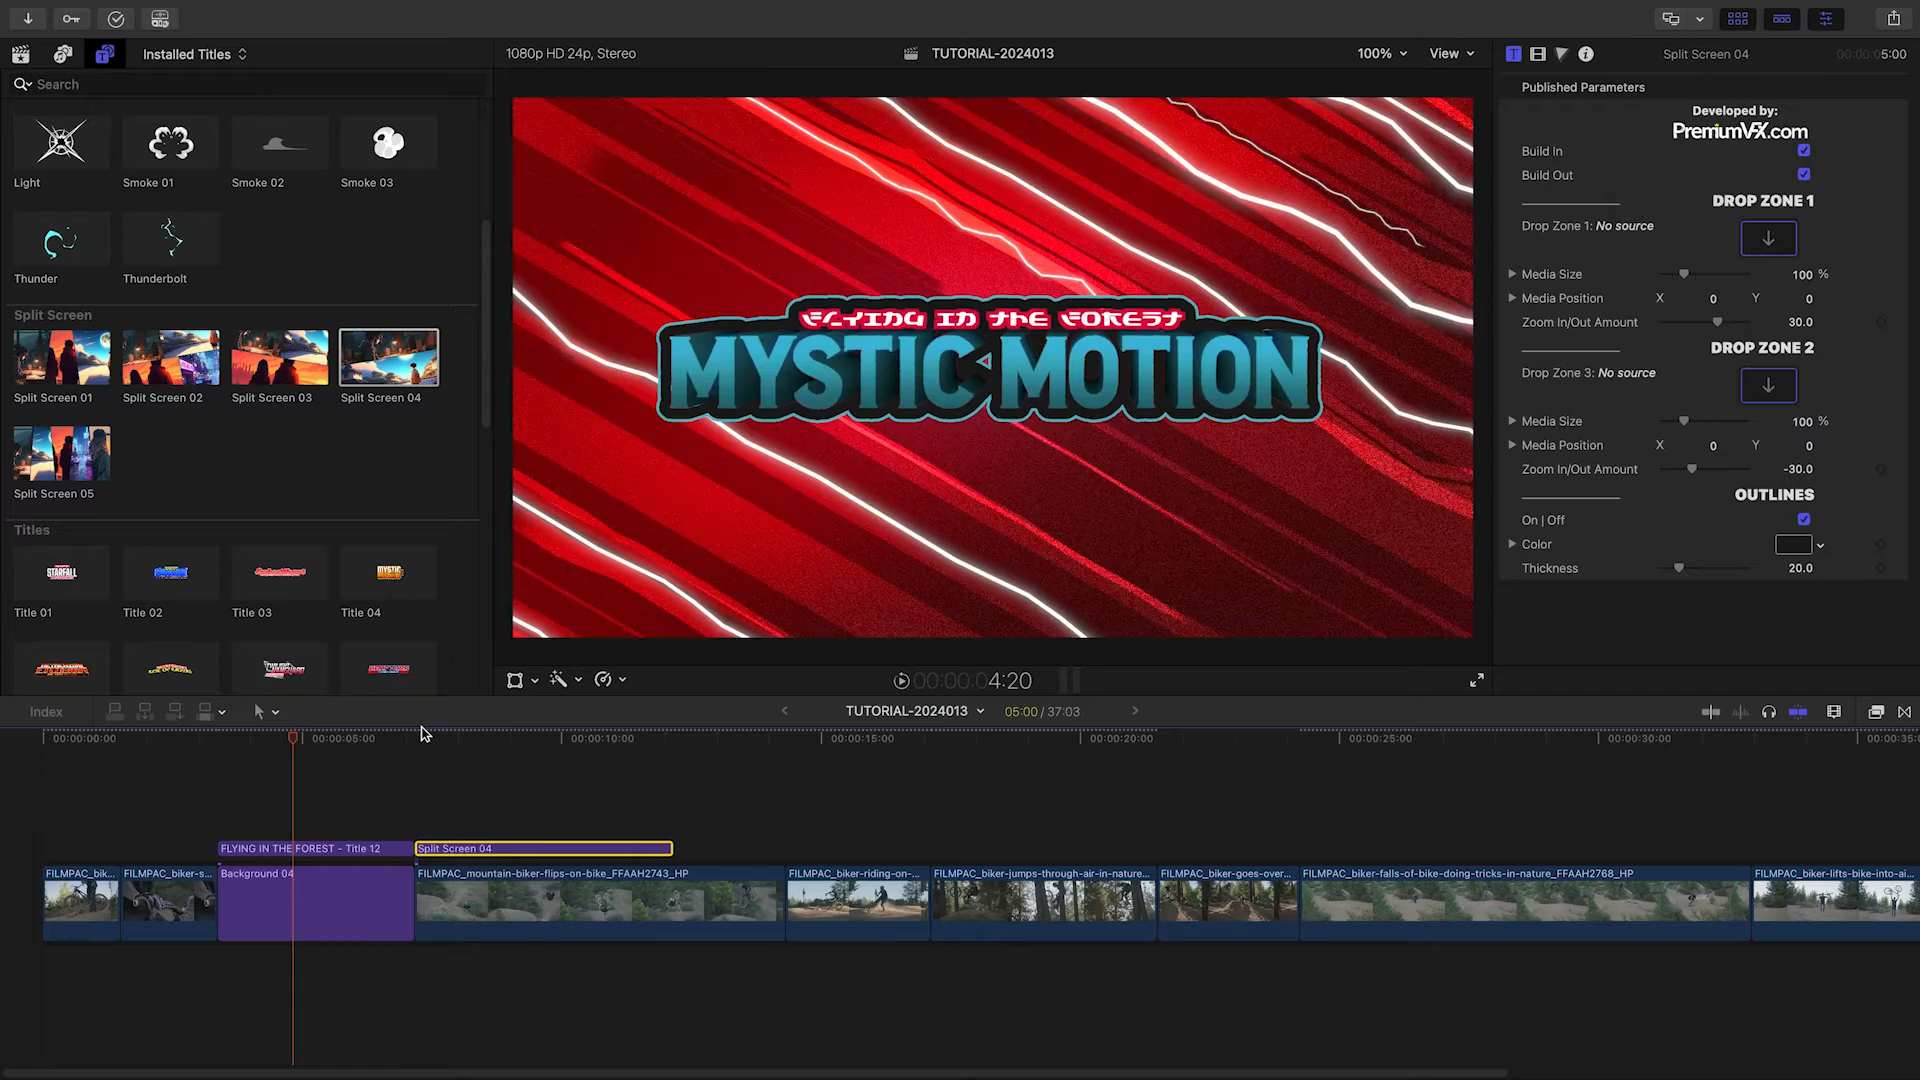 1080p HD 24p, Stereo
TUTORIAL-2024013
100%
View
Split Screen 04
00:00:05:00
Installed Titles
Search
Light
Smoke 01
Smoke 02
Smoke 03
Thunder
Thunderbolt
Split Screen
Split Screen 01
Split Screen 02
Split Screen 03
Split Screen 04
Split Screen 05
Titles
STARFALL
MYSTIC
Title 01
Title 02
Title 03
Title 04
FLYING IN THE FOREST
MYSTIC MOTION
Published Parameters
Developed by:
PremiumVFX.com
Build In
Build Out
DROP ZONE 1
Drop Zone 1: No source
Media Size
100 %
Media Position
X 0 Y 0
Zoom In/Out Amount
30.0
DROP ZONE 2
Drop Zone 3: No source
Media Size
100 %
Media Position
X 0 Y 0
Zoom In/Out Amount
-30.0
OUTLINES
On | Off
Color
Thickness
20.0
00:00:04:20
Index
TUTORIAL-2024013
05:00 / 37:03
00:00:00:00
00:00:05:00
00:00:10:00
00:00:15:00
00:00:20:00
00:00:25:00
00:00:30:00
00:00:35:0
FLYING IN THE FOREST - Title 12
Split Screen 04
FILMPAC_bik...
FILMPAC_biker-s...
Background 04
FILMPAC_mountain-biker-flips-on-bike_FFAAH2743_HP
FILMPAC_biker-riding-on-...
FILMPAC_biker-jumps-through-air-in-nature...
FILMPAC_biker-goes-over...
FILMPAC_biker-falls-of-bike-doing-tricks-in-nature_FFAAH2768_HP
FILMPAC_biker-lifts-bike-into-ai...